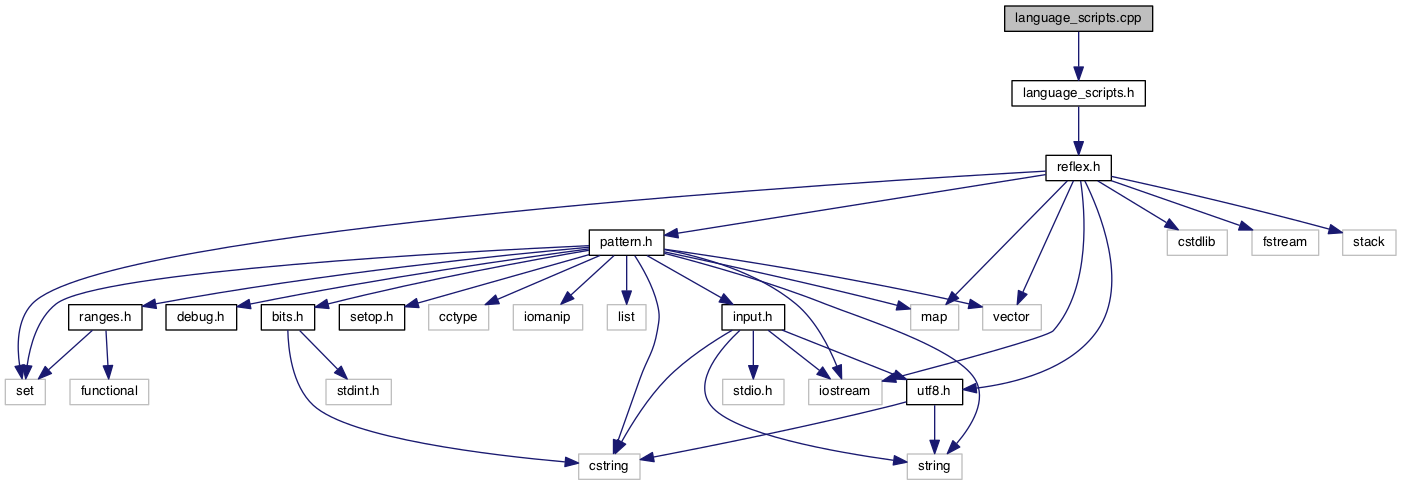 language_scripts.cpp
language_scripts.h
reflex.h
pattern.h
cstdlib
fstream
stack
ranges.h
debug.h
bits.h
setop.h
cctype
iomanip
list
input.h
map
vector
set
functional
stdint.h
stdio.h
iostream
utf8.h
cstring
string